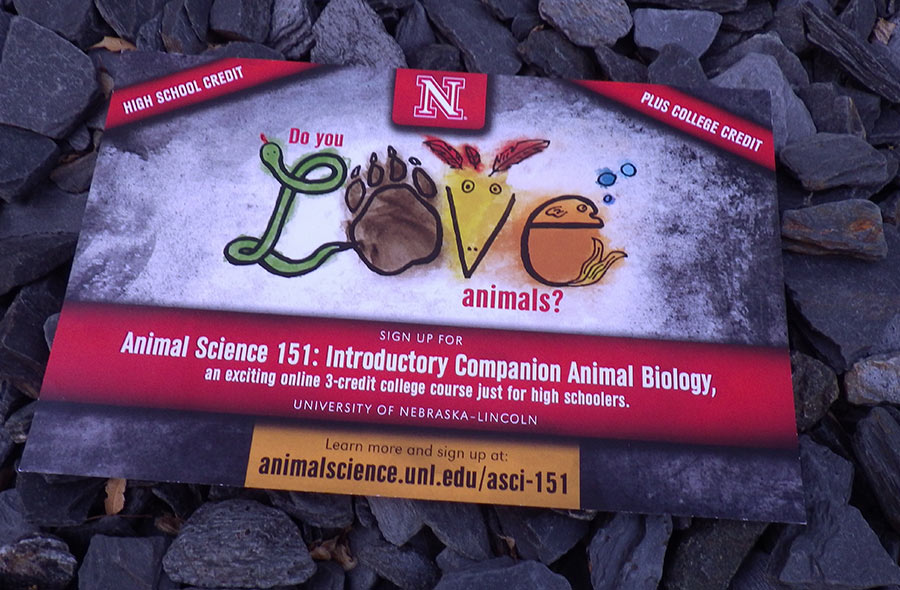 HIGH SCHOOL CREDIT
N
PLUS COLLEGE CREDIT
Do you
LOVe
animals?
SIGN UP FOR
Animal Science 151: Introductory Companion Animal Biology,
an exciting online 3-credit college course just for high schoolers.
UNIVERSITY OF NEBRASKA–LINCOLN
Learn more and sign up at:
animalscience.unl.edu/asci-151